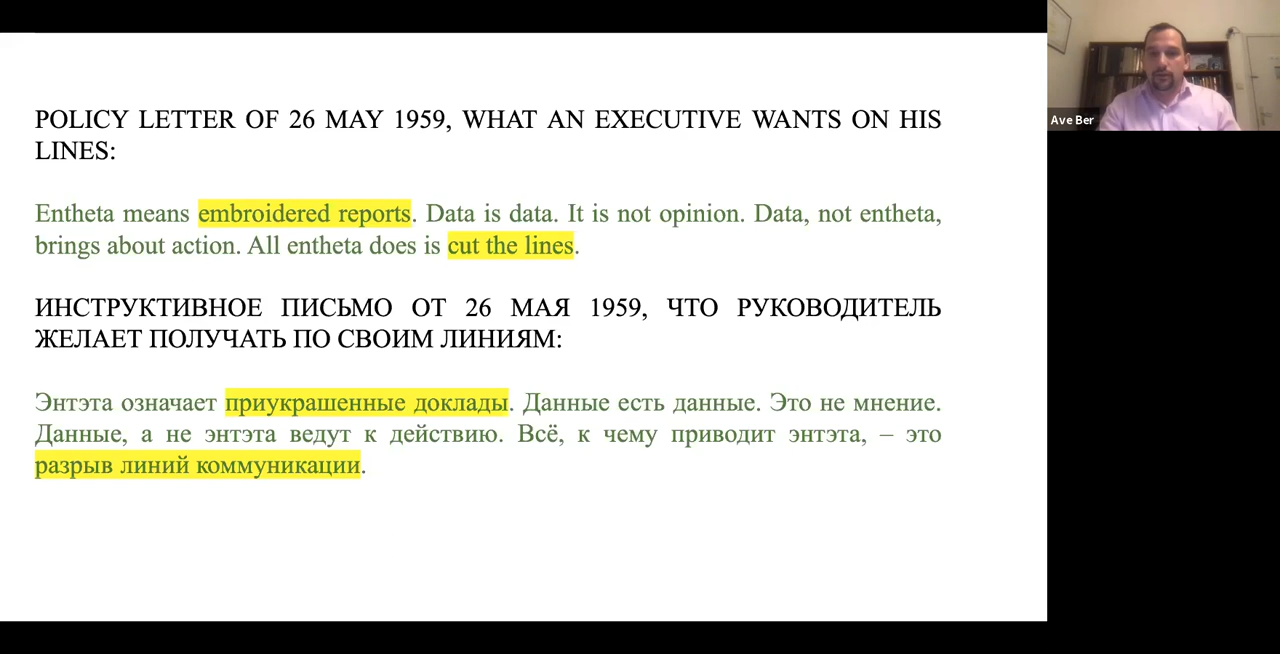 POLICY LETTER OF 26 MAY 1959, WHAT AN EXECUTIVE WANTS ON HIS
LINES:
Entheta means embroidered reports. Data is data. It is not opinion. Data, not entheta,
brings about action. All entheta does is cut the lines.
ИНСТРУКТИВНОЕ ПИСЬМО ОТ 26 МАЯ 1959, ЧТО РУКОВОДИТЕЛЬ
ЖЕЛАЕТ ПОЛУЧАТЬ ПО СВОИМ ЛИНИЯМ:
Энтэта означает приукрашенные доклады. Данные есть данные. Это не мнение.
Данные, а не энтэта ведут к действию. Всё, к чему приводит энтэта, – это
разрыв линий коммуникации.
Ave Ber